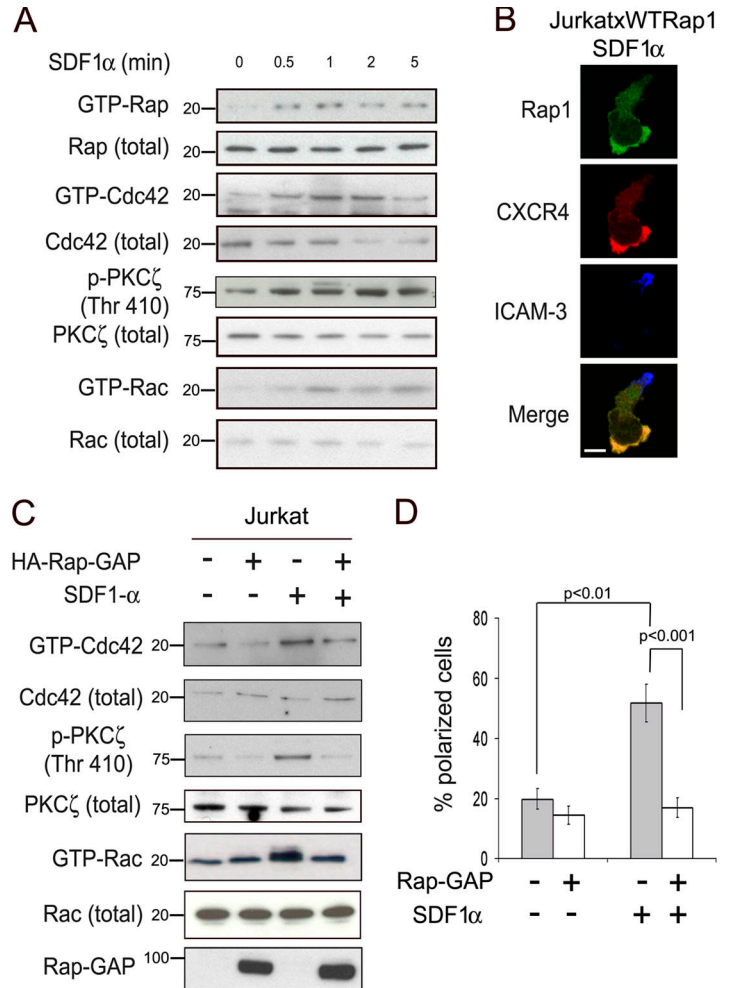 A
SDF1α (min) 0 0.5 1 2 5
GTP-Rap 20
Rap (total) 20
GTP-Cdc42 20
Cdc42 (total) 20
p-PKCζ
(Thr 410) 75
PKCζ (total) 75
GTP-Rac 20
Rac (total) 20
B
JurkatxWTRap1
SDF1α
Rap1
CXCR4
ICAM-3
Merge
C
Jurkat
HA-Rap-GAP - + - +
SDF1-α - - + +
GTP-Cdc42 20
Cdc42 (total) 20
p-PKCζ
(Thr 410) 75
PKCζ (total) 75
GTP-Rac 20
Rac (total) 20
Rap-GAP 100
D
p<0.01
p<0.001
% polarized cells
80
60
40
20
0
Rap-GAP - + - +
SDF1α - - + +